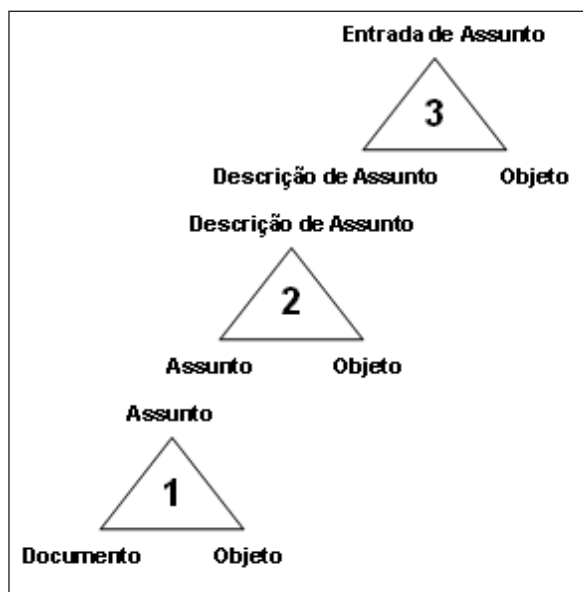 Entrada de Assunto
3
Descrição de Assunto Objeto
Descrição de Assunto
2
Assunto Objeto
Assunto
1
Documento Objeto